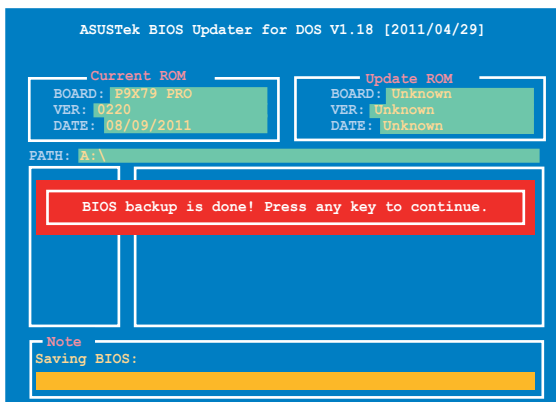 ASUSTek BIOS Updater for DOS V1.18 [2011/04/29]
Current ROM
BOARD: P9X79 PRO
VER: 0220
DATE: 08/09/2011
Update ROM
BOARD: Unknown
VER: Unknown
DATE: Unknown
PATH: A:\
BIOS backup is done! Press any key to continue.
Note
Saving BIOS: